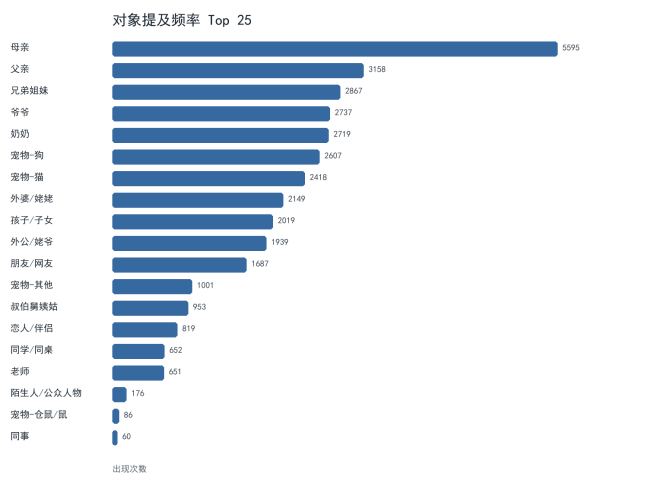 对象提及频率 Top 25
母亲 5595
父亲 3158
兄弟姐妹 2867
爷爷 2737
奶奶 2719
宠物-狗 2607
宠物-猫 2418
外婆/姥姥 2149
孩子/子女 2019
外公/姥爷 1939
朋友/网友 1687
宠物-其他 1001
叔伯舅姨姑 953
恋人/伴侣 819
同学/同桌 652
老师 651
陌生人/公众人物 176
宠物-仓鼠/鼠 86
同事 60
出现次数